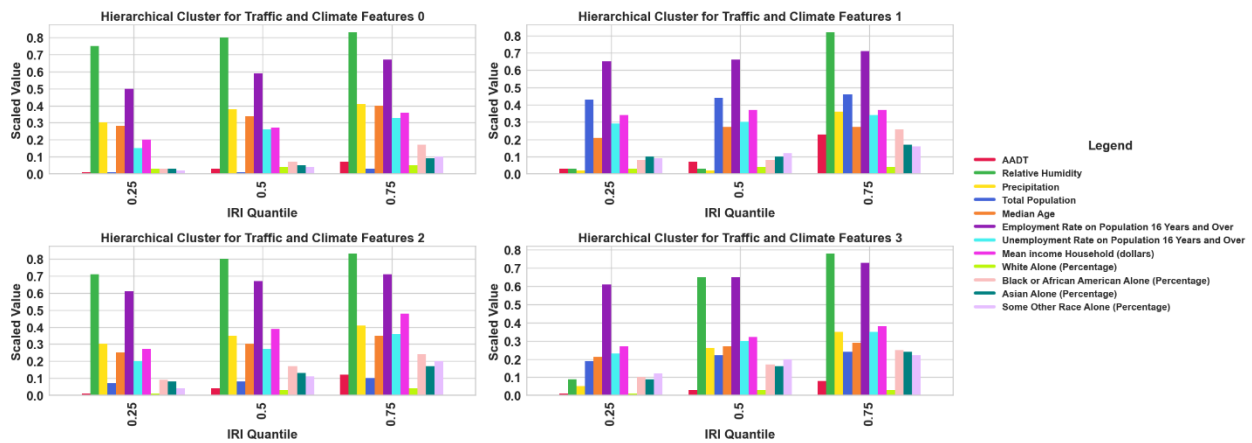 Hierarchical Cluster for Traffic and Climate Features 0
Scaled Value
0.8
0.7
0.6
0.5
0.4
0.3
0.2
0.1
0.0
0.25
0.5
0.75
IRI Quantile
Hierarchical Cluster for Traffic and Climate Features 1
Scaled Value
0.8
0.7
0.6
0.5
0.4
0.3
0.2
0.1
0.0
0.25
0.5
0.75
IRI Quantile
Hierarchical Cluster for Traffic and Climate Features 2
Scaled Value
0.8
0.7
0.6
0.5
0.4
0.3
0.2
0.1
0.0
0.25
0.5
0.75
IRI Quantile
Hierarchical Cluster for Traffic and Climate Features 3
Scaled Value
0.8
0.7
0.6
0.5
0.4
0.3
0.2
0.1
0.0
0.25
0.5
0.75
IRI Quantile
Legend
AADT
Relative Humidity
Precipitation
Total Population
Median Age
Employment Rate on Population 16 Years and Over
Unemployment Rate on Population 16 Years and Over
Mean income Household (dollars)
White Alone (Percentage)
Black or African American Alone (Percentage)
Asian Alone (Percentage)
Some Other Race Alone (Percentage)